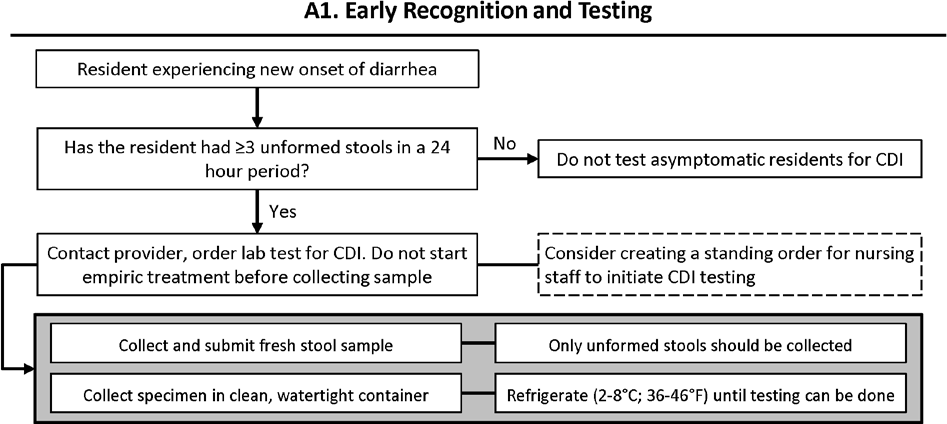 A1. Early Recognition and Testing
Resident experiencing new onset of diarrhea
Has the resident had ≥3 unformed stools in a 24
hour period?
No
Do not test asymptomatic residents for CDI
Yes
Contact provider, order lab test for CDI. Do not start
empiric treatment before collecting sample
Consider creating a standing order for nursing
staff to initiate CDI testing
Collect and submit fresh stool sample
Only unformed stools should be collected
Collect specimen in clean, watertight container
Refrigerate (2-8°C; 36-46°F) until testing can be done